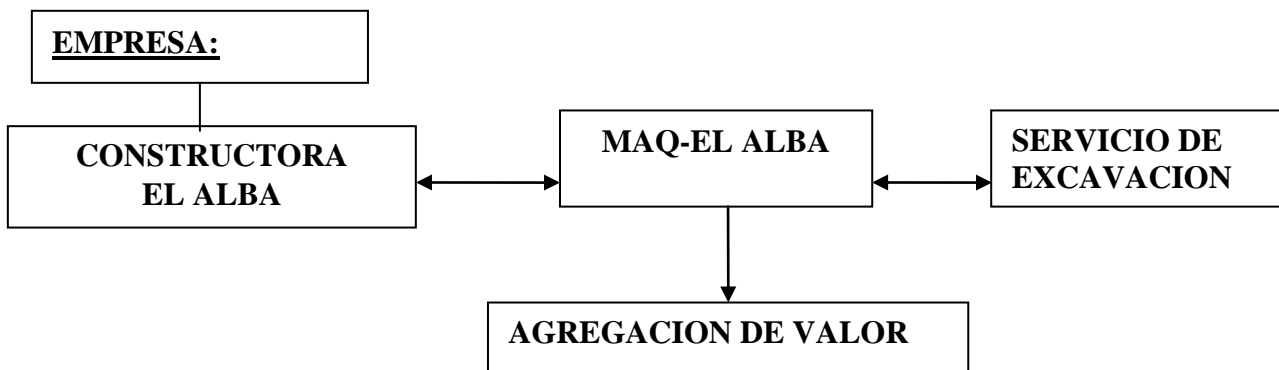 EMPRESA:
CONSTRUCTORA
EL ALBA
MAQ-EL ALBA
SERVICIO DE
EXCAVACION
AGREGACION DE VALOR